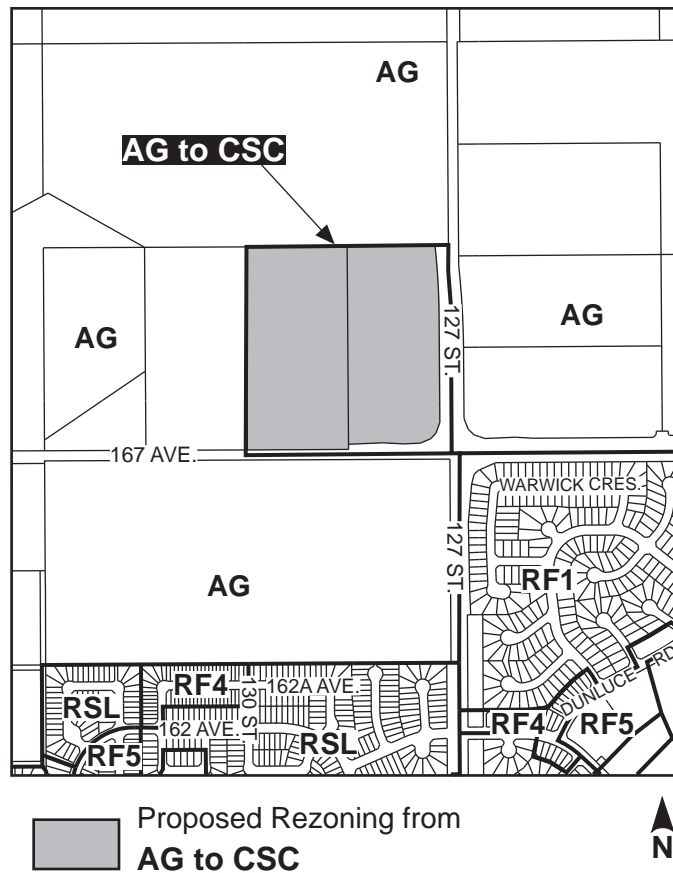 AG
AG to CSC
AG
127 ST.
AG
167 AVE.
WARWICK CRES.
127 ST.
RF1
AG
RF4
130 ST
162A AVE.
RSL
DUNLUCE RD
162 AVE.
RSL
RF4
RF5
RF5
Proposed Rezoning from
AG to CSC
N